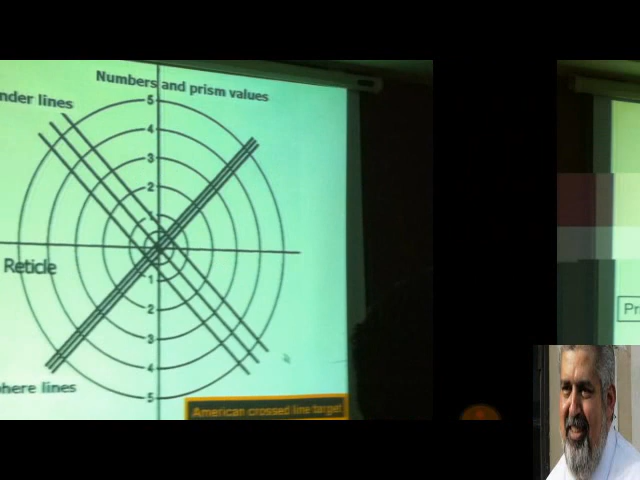 Numbers and prism values
nder lines
5
4
3
2
1
Reticle
1
2
3
4
5
here lines
American crossed line target
Pri